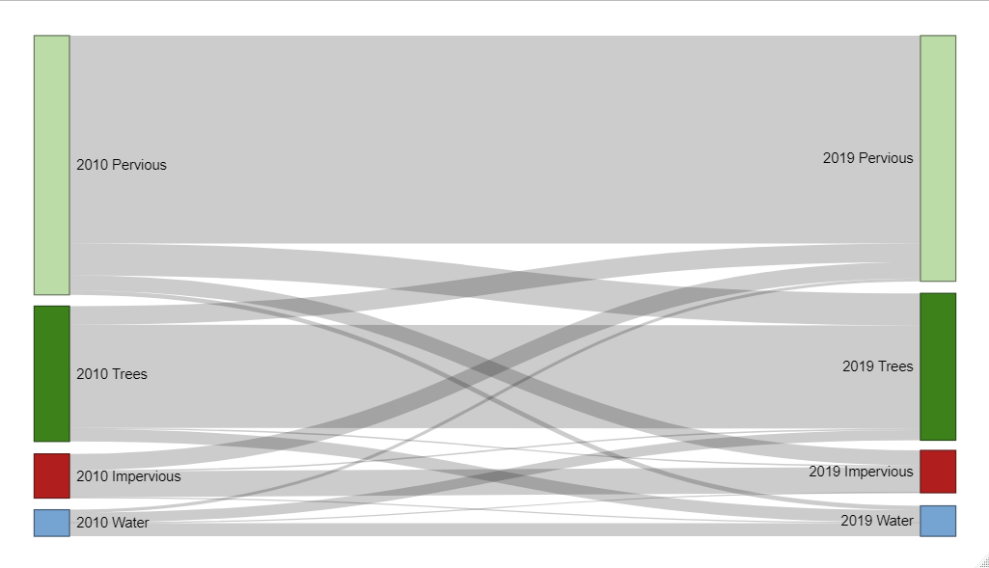 2010 Pervious
2019 Pervious
2010 Trees
2019 Trees
2010 Impervious
2019 Impervious
2010 Water
2019 Water